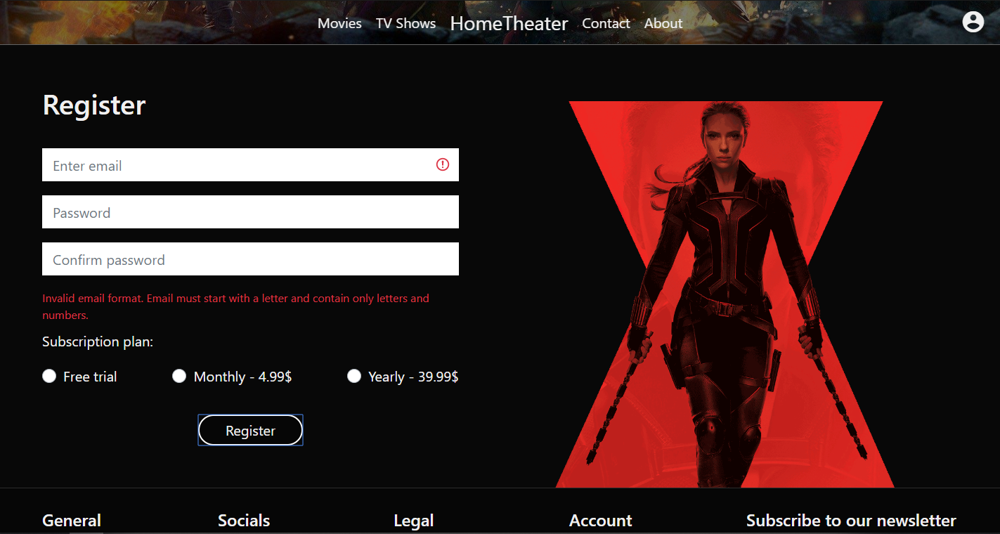 Movies TV Shows HomeTheater Contact About
Register
Enter email
Password
Confirm password
Invalid email format. Email must start with a letter and contain only letters and
numbers.
Subscription plan:
Free trial Monthly - 4.99$ Yearly - 39.99$
Register
General Socials Legal Account Subscribe to our newsletter